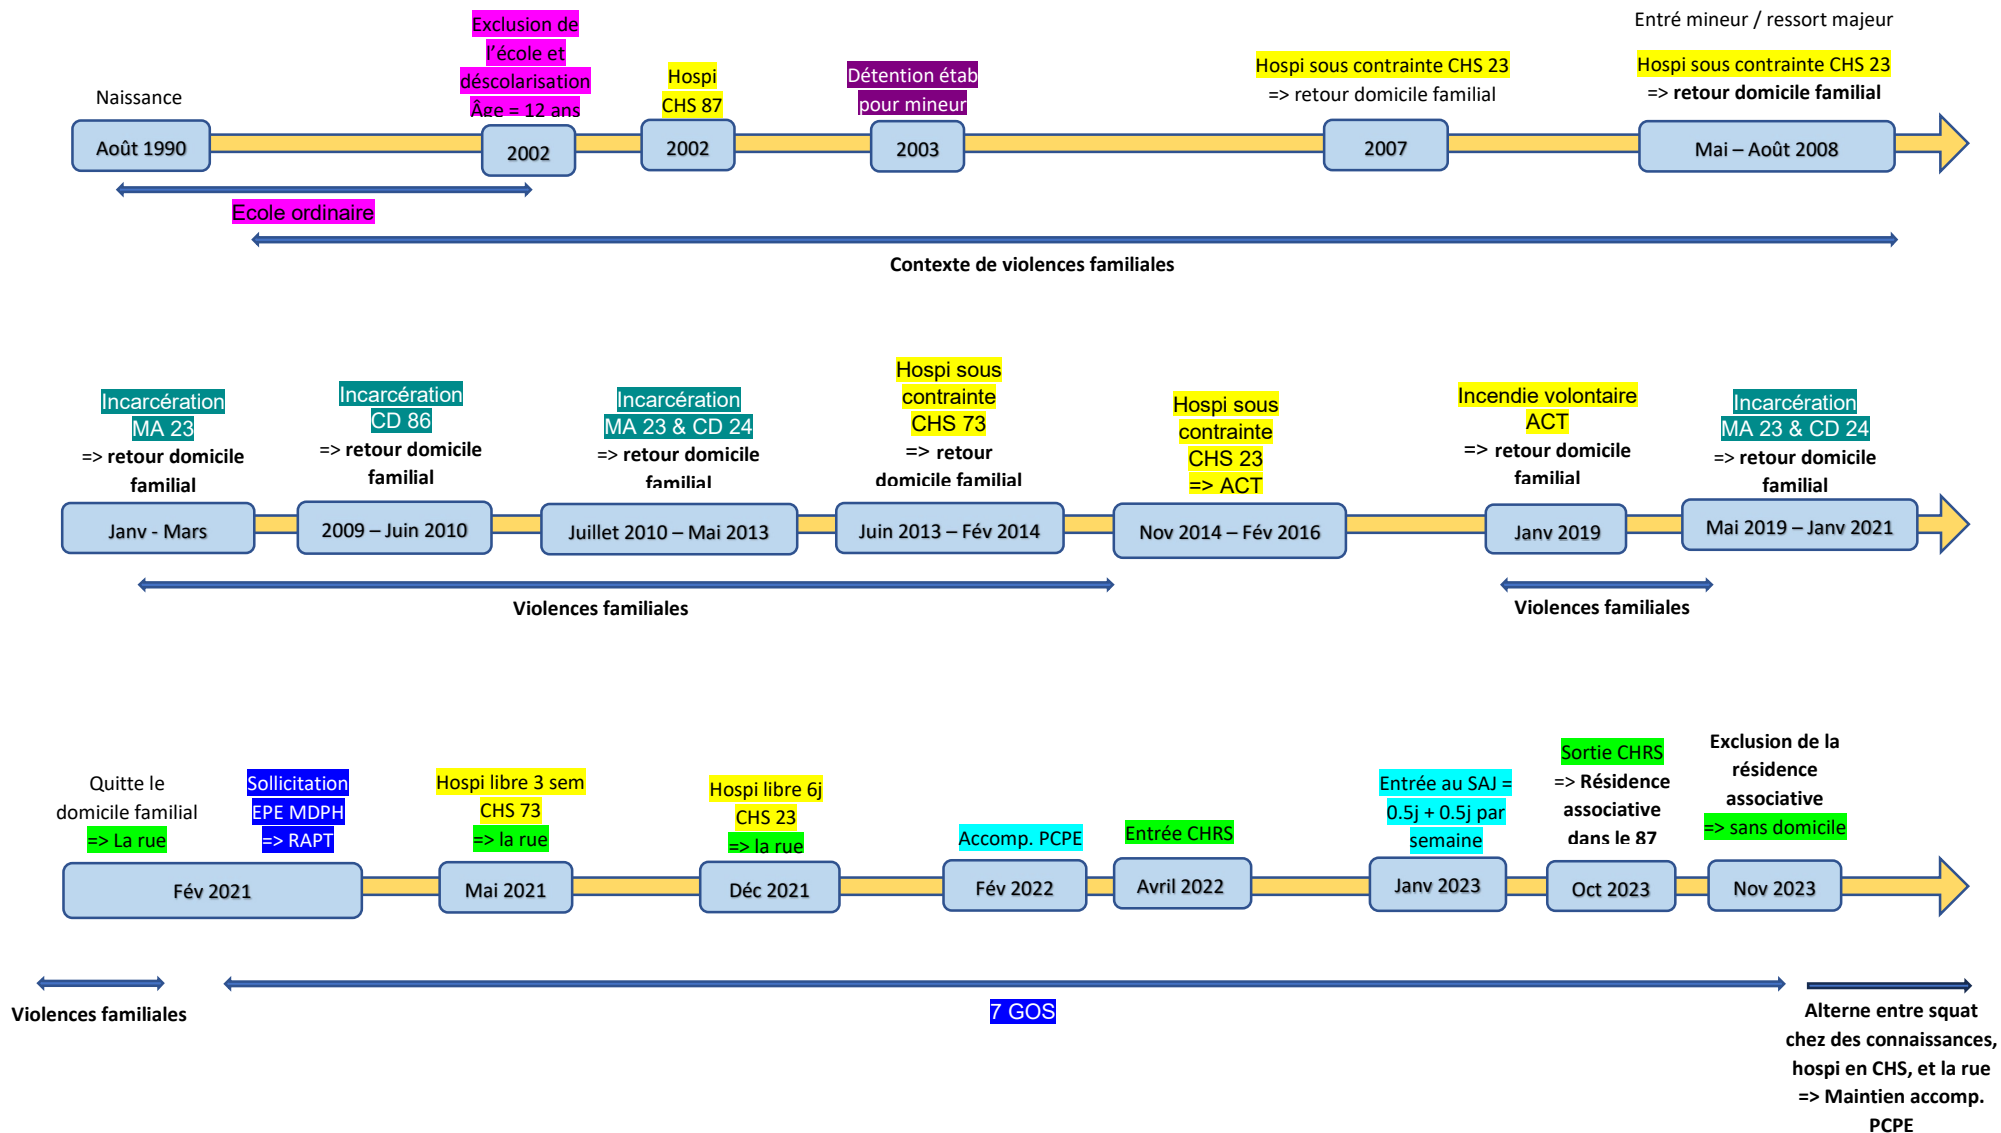 Naissance
Août 1990
Exclusion de
l'école et
déscolarisation
Âge = 12 ans
2002
Hospi
CHS 87
2002
Détention étab
pour mineur
2003
Hospi sous contrainte CHS 23
=> retour domicile familial
2007
Entré mineur / ressort majeur
Hospi sous contrainte CHS 23
=> retour domicile familial
Mai – Août 2008
Ecole ordinaire
Contexte de violences familiales
Incarcération
MA 23
=> retour domicile
familial
Janv - Mars
Incarcération
CD 86
=> retour domicile
familial
2009 – Juin 2010
Incarcération
MA 23 & CD 24
=> retour domicile
familial
Juillet 2010 – Mai 2013
Hospi sous
contrainte
CHS 73
=> retour
domicile familial
Juin 2013 – Fév 2014
Hospi sous
contrainte
CHS 23
=> ACT
Nov 2014 – Fév 2016
Incendie volontaire
ACT
=> retour domicile
familial
Janv 2019
Incarcération
MA 23 & CD 24
=> retour domicile
familial
Mai 2019 – Janv 2021
Violences familiales
Violences familiales
Quitte le
domicile familial
=> La rue
Sollicitation
EPE MDPH
=> RAPT
Fév 2021
Hospi libre 3 sem
CHS 73
=> la rue
Mai 2021
Hospi libre 6j
CHS 23
=> la rue
Déc 2021
Accomp. PCPE
Fév 2022
Entrée CHRS
Avril 2022
Entrée au SAJ =
0.5j + 0.5j par
semaine
Janv 2023
Sortie CHRS
=> Résidence
associative
dans le 87
Oct 2023
Exclusion de la
résidence
associative
=> sans domicile
Nov 2023
Violences familiales
7 GOS
Alterne entre squat
chez des connaissances,
hospi en CHS, et la rue
=> Maintien accomp.
PCPE